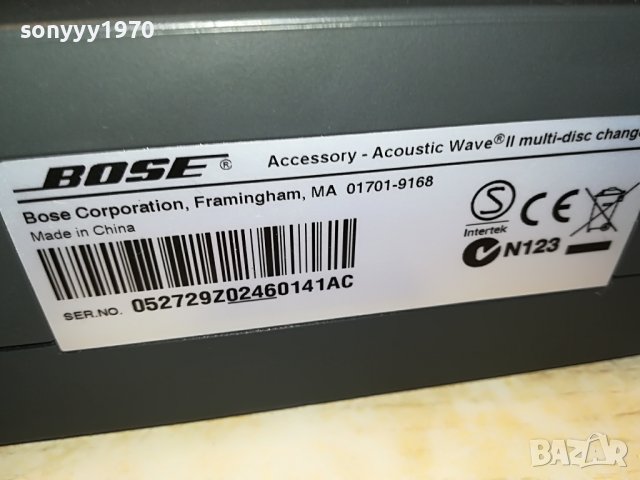 sonyyy1970
BOSE®
Accessory - Acoustic Wave® II multi-disc change
Bose Corporation, Framingham, MA 01701-9168
Made in China
S
Intertek
CE
N123
SER.NO. 052729Z02460141AC
BAZAR